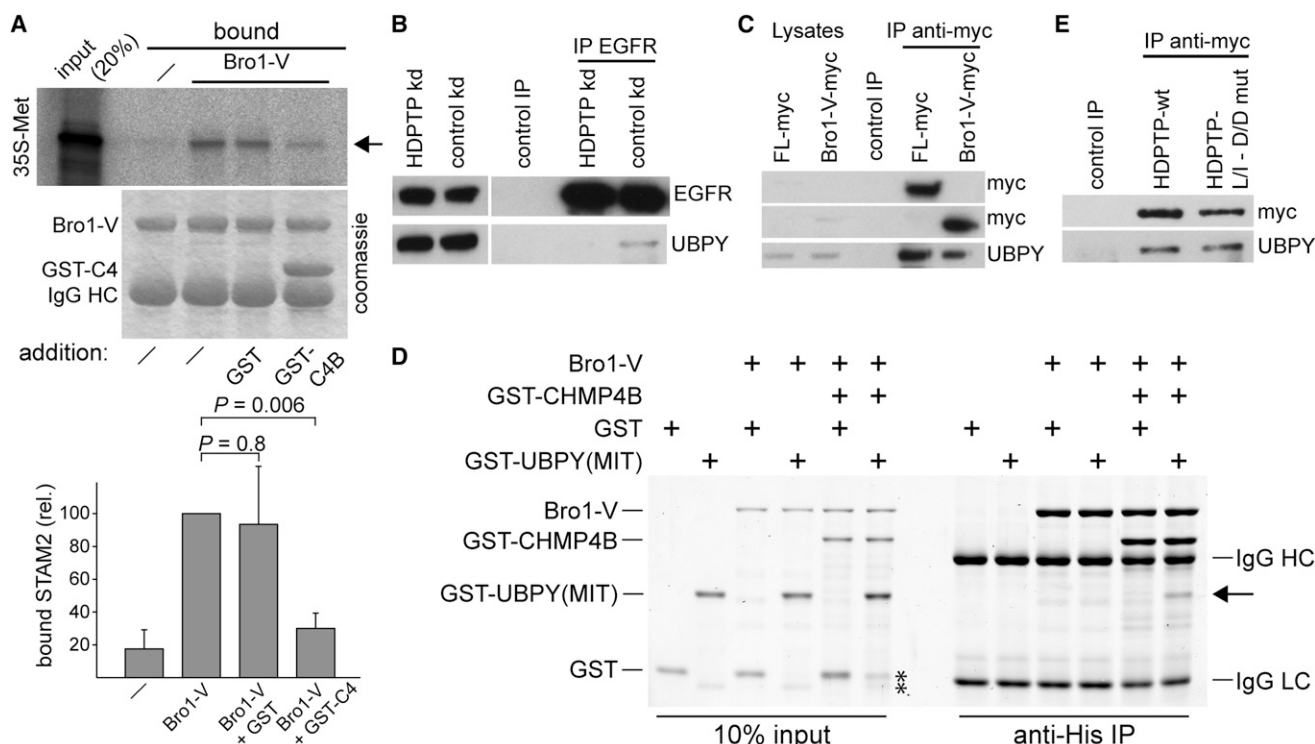 A
input
(20%)
bound
/
Bro1-V
35S-Met
Bro1-V
GST-C4
IgG HC
coomassie
addition:
/
/
GST
GST-
C4B
P = 0.006
P = 0.8
bound STAM2 (rel.)
100
80
60
40
20
—
Bro1-V
Bro1-V
+ GST
Bro1-V
+ GST-C4
B
IP EGFR
HDPTP kd
control kd
control IP
HDPTP kd
control kd
EGFR
UBPY
C
Lysates
IP anti-myc
FL-myc
Bro1-V-myc
control IP
FL-myc
Bro1-V-myc
myc
myc
UBPY
E
IP anti-myc
control IP
HDPTP-wt
HDPTP-
L/I - D/D mut
myc
UBPY
D
Bro1-V + + + + + + + +
GST-CHMP4B + + + +
GST + + + + + +
GST-UBPY(MIT) + + + + + +
Bro1-V
GST-CHMP4B
GST-UBPY(MIT)
GST
*
*
IgG HC
IgG LC
10% input
anti-His IP